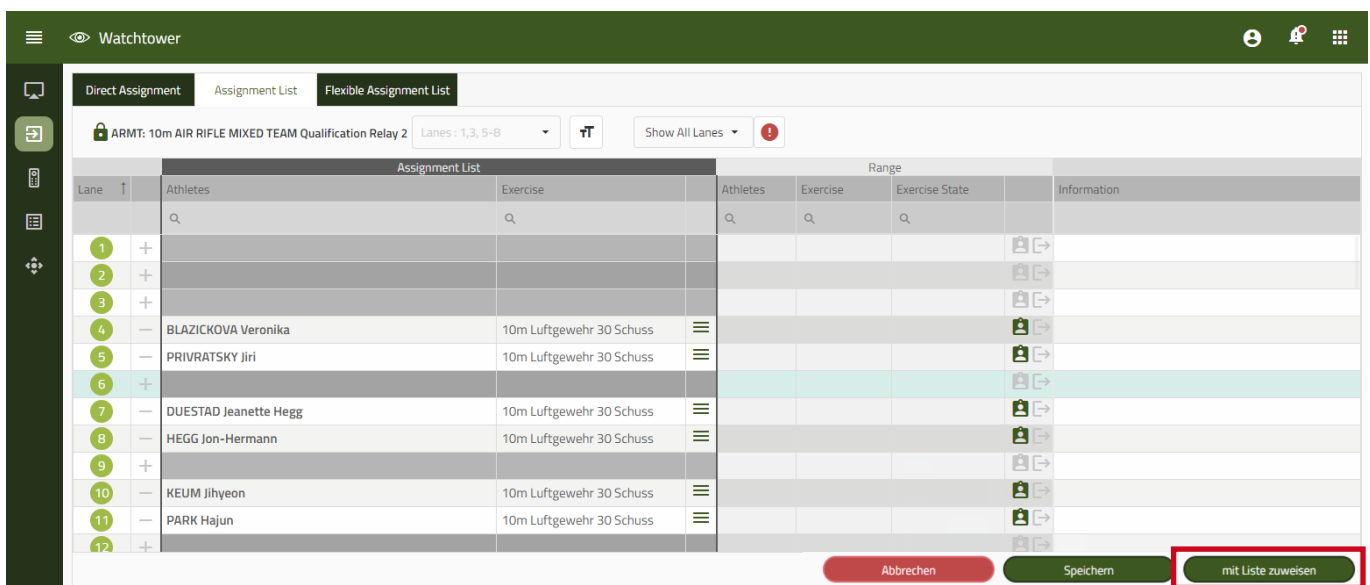 Watchtower
Direct Assignment Assignment List Flexible Assignment List
ARMT: 10m AIR RIFLE MIXED TEAM Qualification Relay 2 Lanes : 1,3, 5-8 Show All Lanes
Assignment List Range
Lane Athletes Exercise Athletes Exercise Exercise State Information
1
2
3
4 BLAZICKOVA Veronika 10m Luftgewehr 30 Schuss
5 PRIVRATSKY Jiri 10m Luftgewehr 30 Schuss
6
7 DUESTAD Jeanette Hegg 10m Luftgewehr 30 Schuss
8 HEGG Jon-Hermann 10m Luftgewehr 30 Schuss
9
10 KEUM Jihyeon 10m Luftgewehr 30 Schuss
11 PARK Hajun 10m Luftgewehr 30 Schuss
12
Abbrechen Speichern mit Liste zuweisen